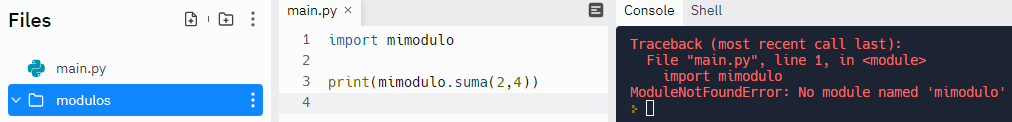 Files
main.py
modulos
main.py ×
1 import mimodulo
2
3 print(mimodulo.suma(2,4))
4
Console Shell
Traceback (most recent call last):
  File "main.py", line 1, in <module>
    import mimodulo
ModuleNotFoundError: No module named 'mimodulo'